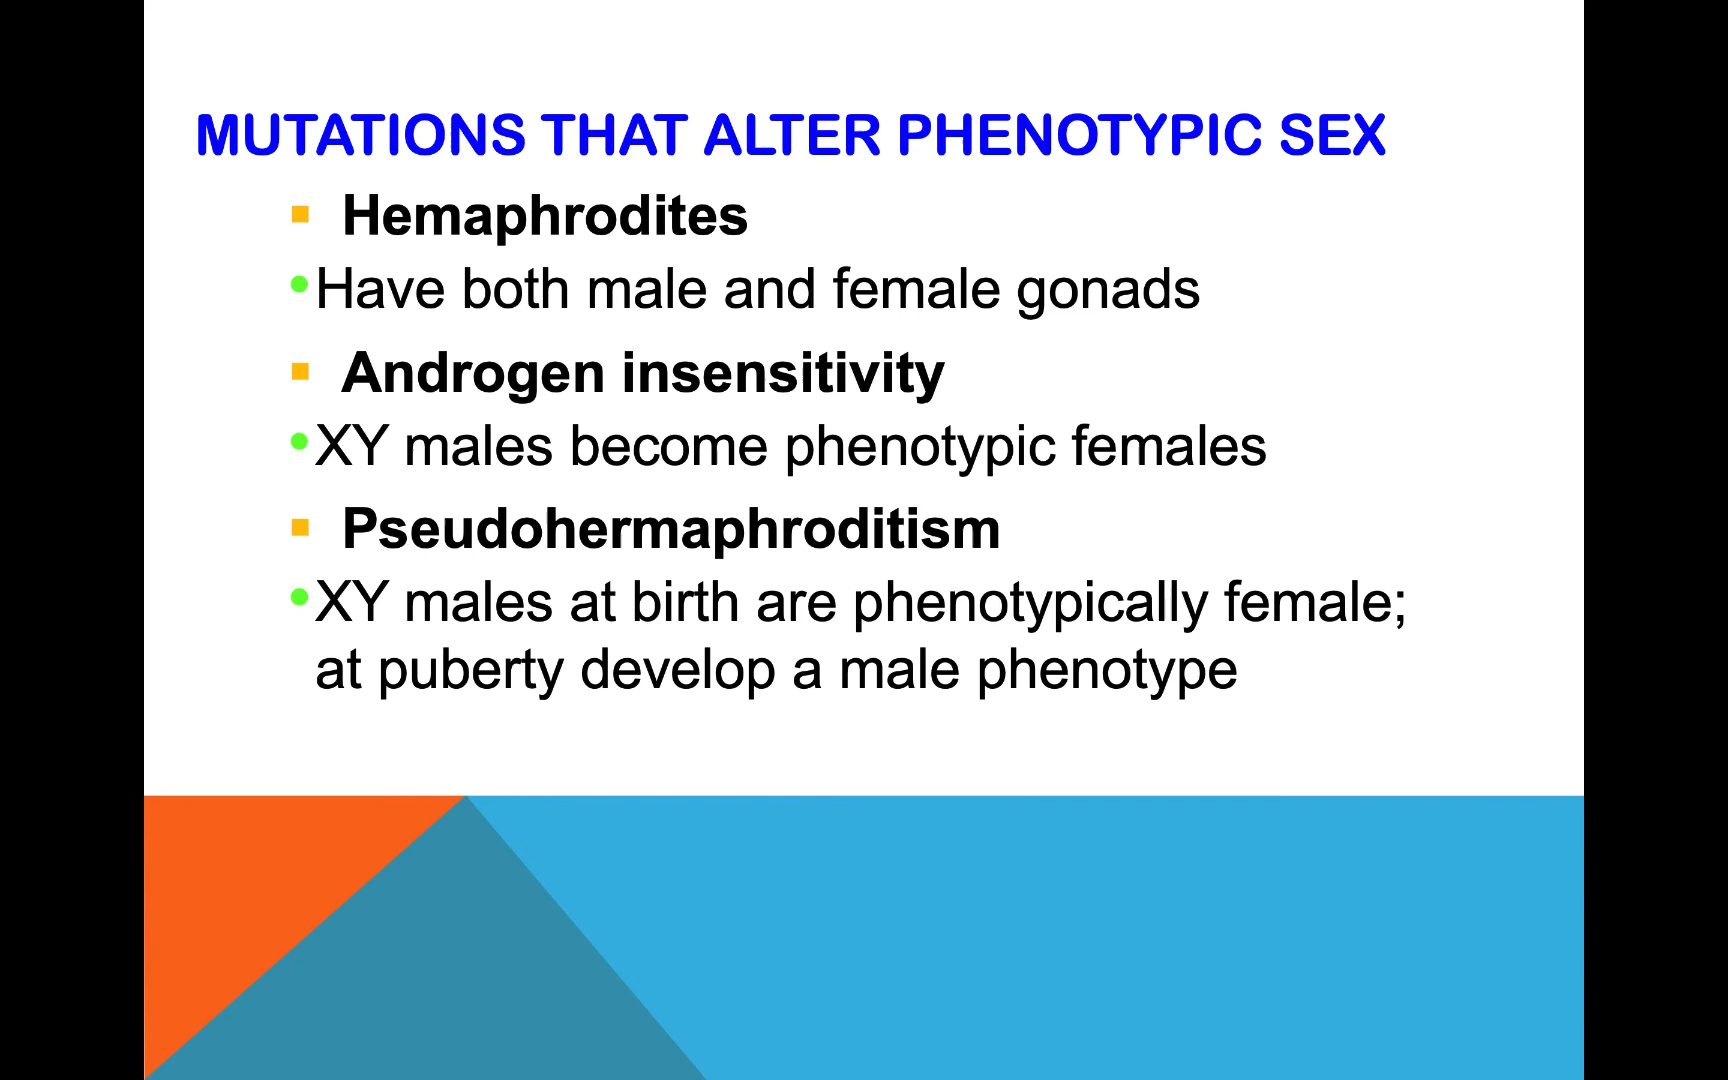 MUTATIONS THAT ALTER PHENOTYPIC SEX
Hemaphrodites
Have both male and female gonads
Androgen insensitivity
XY males become phenotypic females
Pseudohermaphroditism
XY males at birth are phenotypically female;
at puberty develop a male phenotype